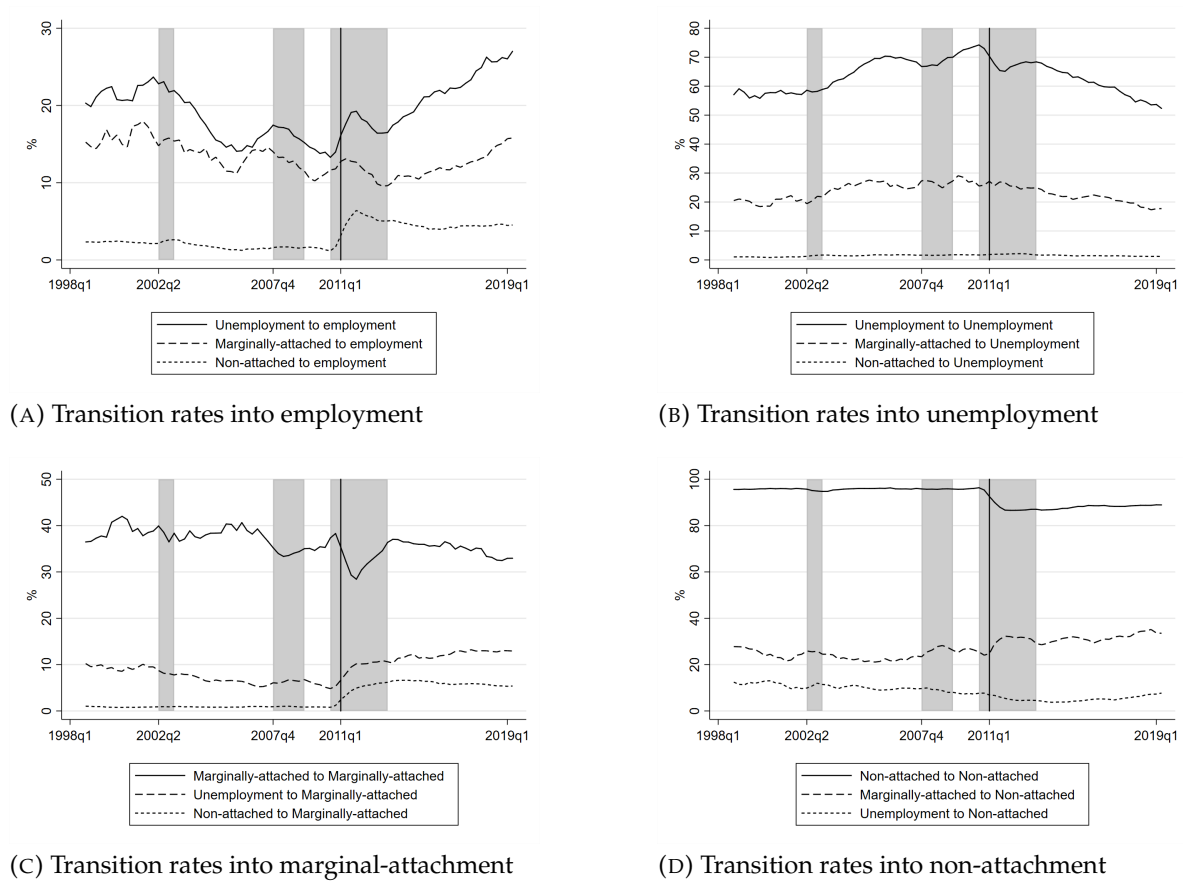 30
20
%
10
0
1998q1 2002q2 2007q4 2011q1 2019q1
Unemployment to employment
Marginally-attached to employment
Non-attached to employment
(A) Transition rates into employment
80
70
60
50
%
40
30
20
10
0
1998q1 2002q2 2007q4 2011q1 2019q1
Unemployment to Unemployment
Marginally-attached to Unemployment
Non-attached to Unemployment
(B) Transition rates into unemployment
50
40
30
%
20
10
0
1998q1 2002q2 2007q4 2011q1 2019q1
Marginally-attached to Marginally-attached
Unemployment to Marginally-attached
Non-attached to Marginally-attached
(C) Transition rates into marginal-attachment
100
80
60
%
40
20
0
1998q1 2002q2 2007q4 2011q1 2019q1
Non-attached to Non-attached
Marginally-attached to Non-attached
Unemployment to Non-attached
(D) Transition rates into non-attachment